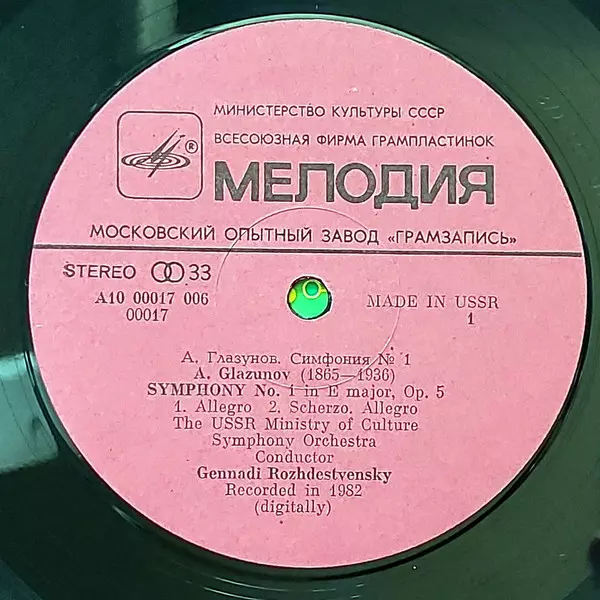 МИНИСТЕРСТВО КУЛЬТУРЫ СССР
ВСЕСОЮЗНАЯ ФИРМА ГРАМПЛАСТИНОК
®
МЕЛОДИЯ
МОСКОВСКИЙ ОПЫТНЫЙ ЗАВОД «ГРАМЗАПИСЬ»
STEREO 33
А10 00017 006
00017
MADE IN USSR
1
А. Глазунов. Симфония № 1
A. Glazunov (1865—1936)
SYMPHONY No. 1 in E major, Op. 5
1. Allegro 2. Scherzo. Allegro
The USSR Ministry of Culture
Symphony Orchestra
Conductor
Gennadi Rozhdestvensky
Recorded in 1982
(digitally)